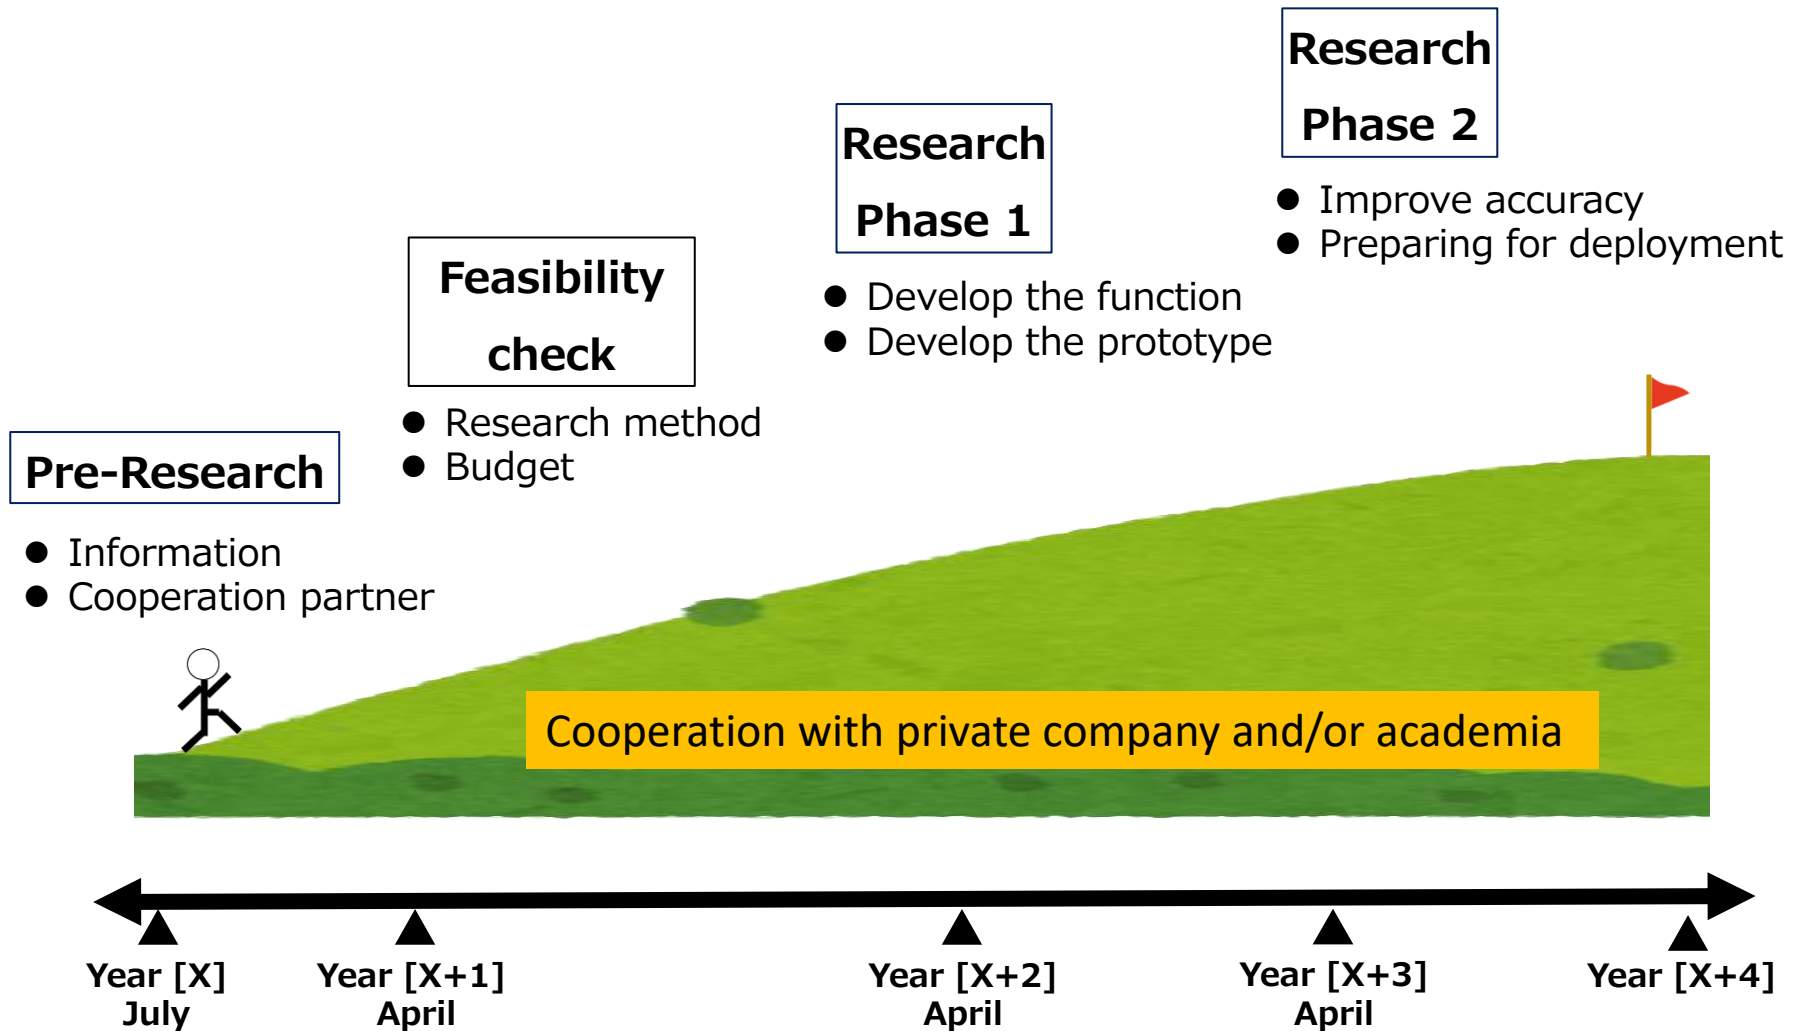 Pre-Research
● Information
● Cooperation partner
Feasibility
check
● Research method
● Budget
Research
Phase 1
● Develop the function
● Develop the prototype
Research
Phase 2
● Improve accuracy
● Preparing for deployment
Cooperation with private company and/or academia
Year [X]
July
Year [X+1]
April
Year [X+2]
April
Year [X+3]
April
Year [X+4]